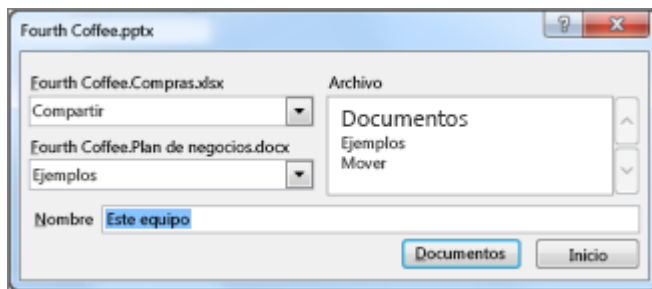 Fourth Coffee.pptx
Fourth Coffee.Compras.xlsx
Compartir
Fourth Coffee.Plan de negocios.docx
Ejemplos
Archivo
Documentos
Ejemplos
Mover
Nombre Este equipo
Documentos Inicio